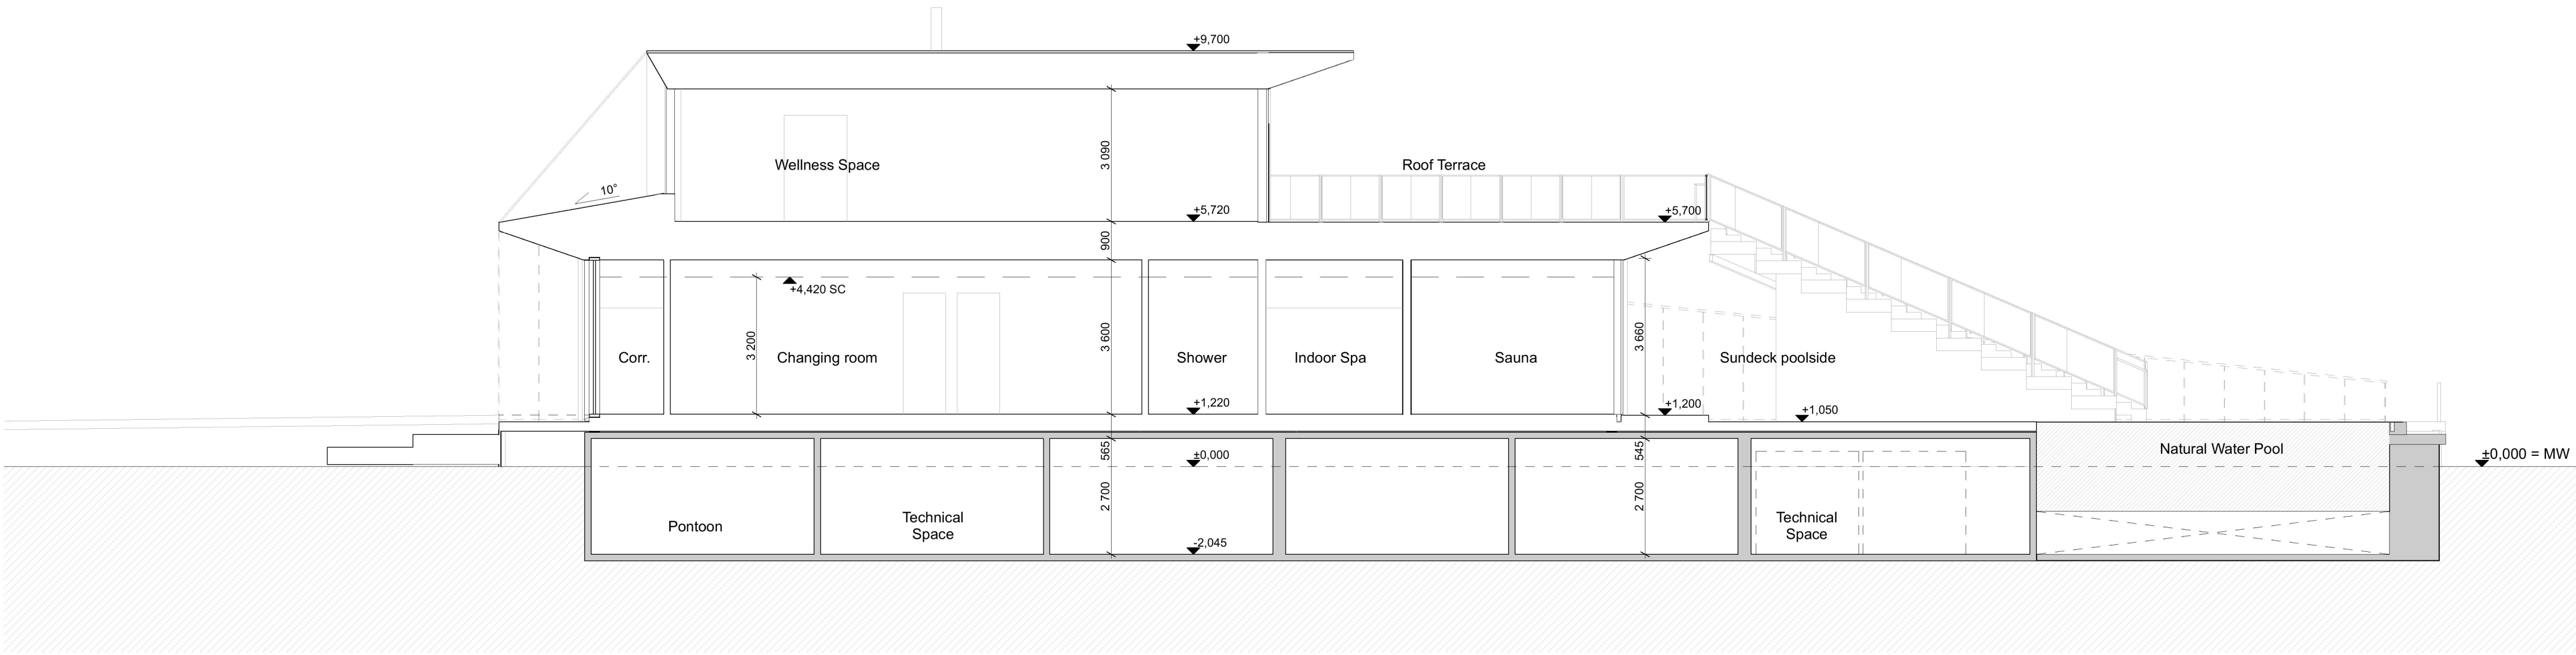 +9,700
3 090
Wellness Space
Roof Terrace
10°
+5,720
+5,700
900
+4,420 SC
3 200
3 600
3 660
Corr.
Changing room
Shower
Indoor Spa
Sauna
Sundeck poolside
+1,220
+1,200
+1,050
565
545
Natural Water Pool
±0,000
±0,000 = MW
2 700
2 700
Pontoon
Technical
Space
Technical
Space
-2,045